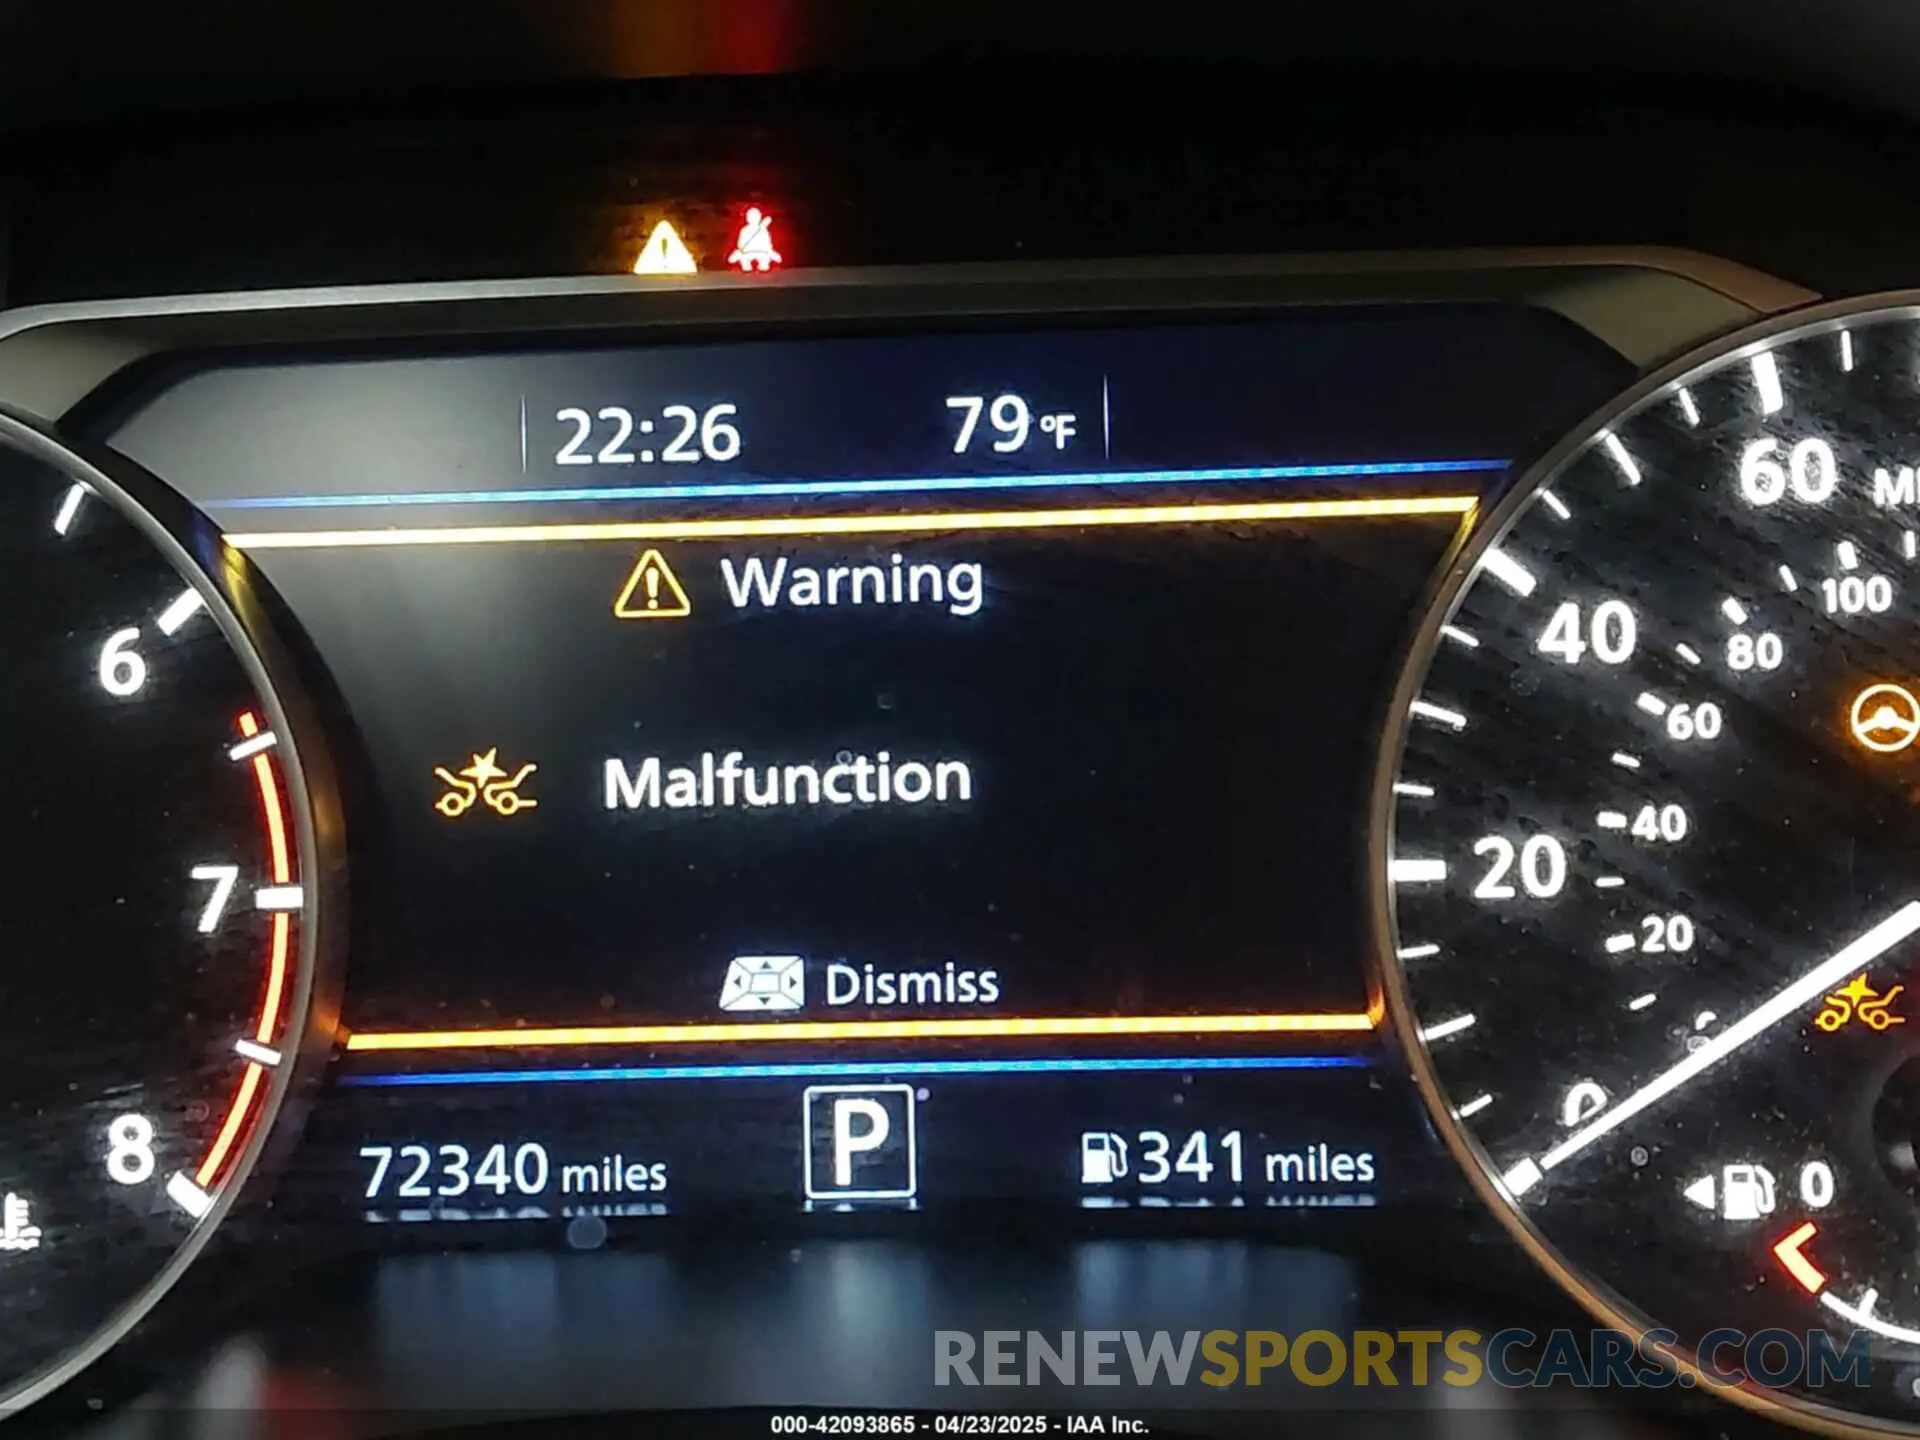 22:26 79 °F
Warning
Malfunction
Dismiss
72340 miles
P
341 miles
6
7
8
60
40
20
0
100
80
60
40
20
0
RENEWSPORTSCARS.COM
000-42093865 - 04/23/2025 - IAA Inc.